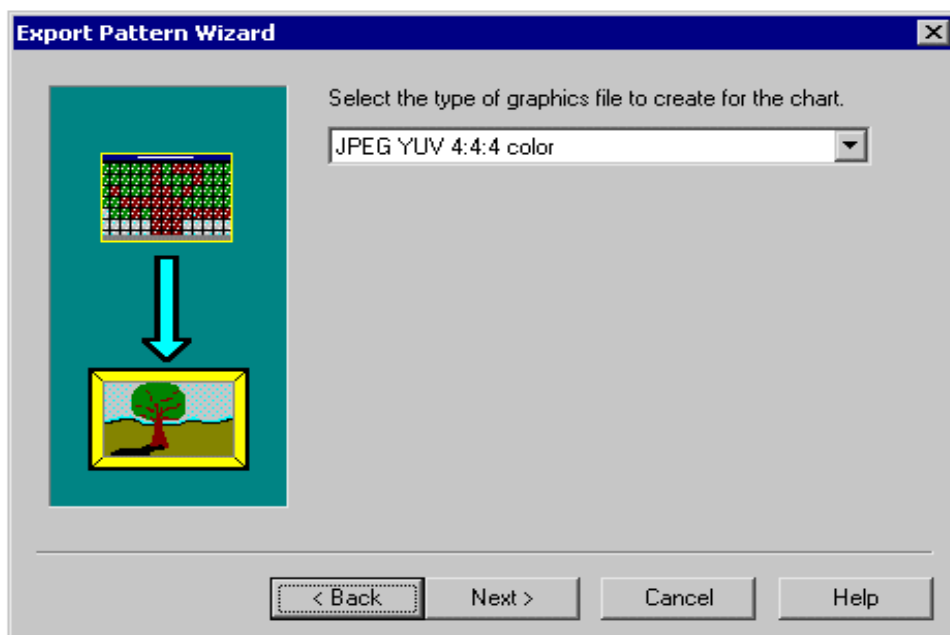 Export Pattern Wizard
Select the type of graphics file to create for the chart.
JPEG YUV 4:4:4 color
< Back Next > Cancel Help